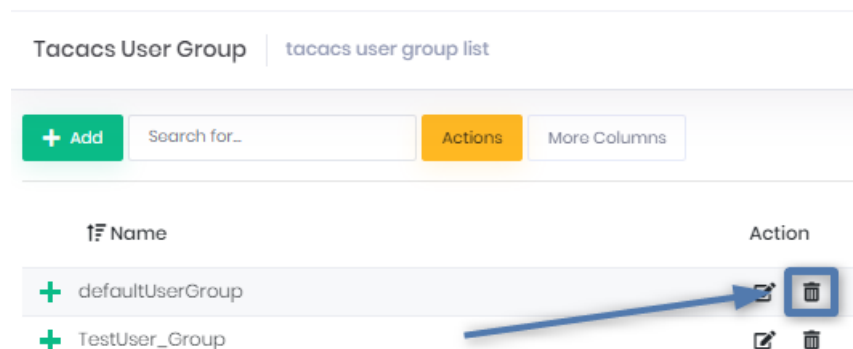 Tacacs User Group tacacs user group list
+ Add Search for... Actions More Columns
Name Action
defaultUserGroup
TestUser_Group